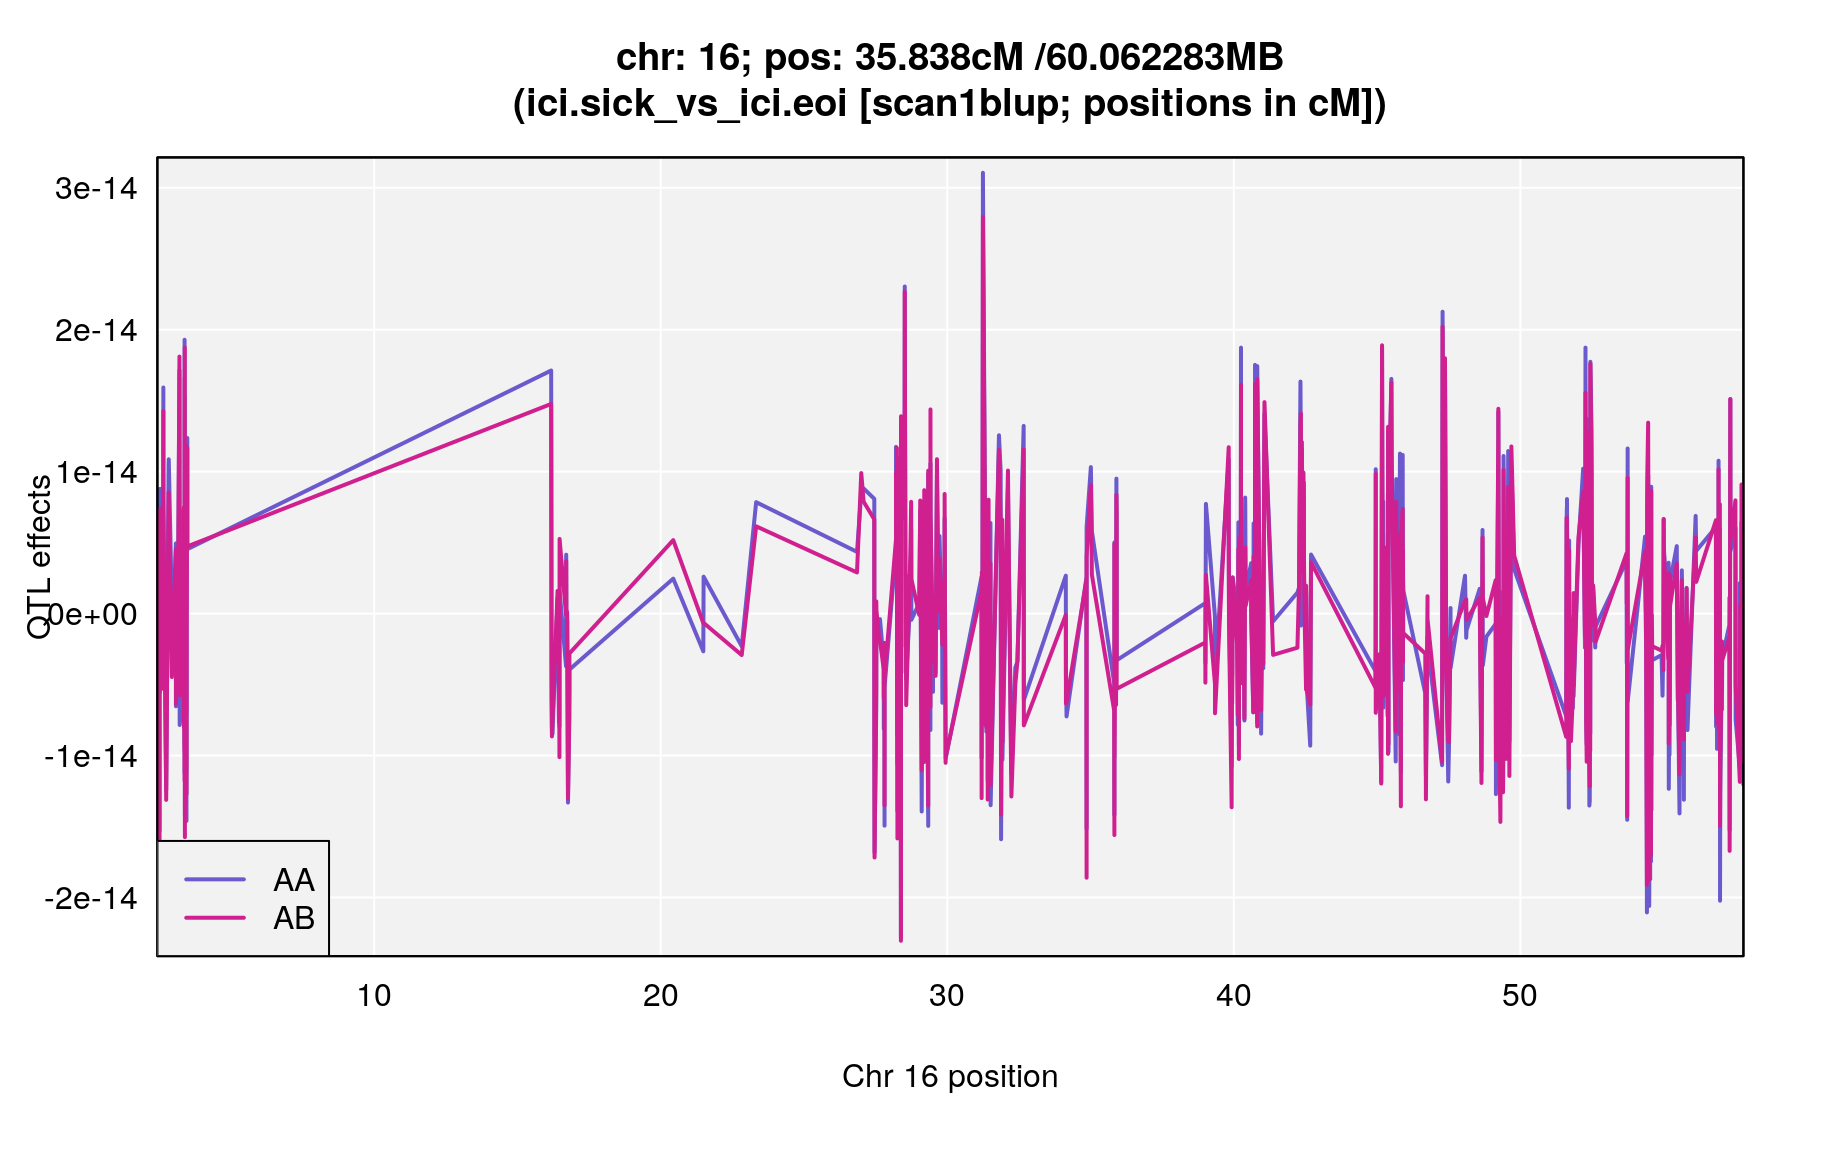 chr: 16; pos: 35.838cM /60.062283MB
(ici.sick_vs_ici.eoi [scan1blup; positions in cM])
QTL effects
3e-14
2e-14
1e-14
0e+00
-1e-14
-2e-14
AA
AB
10 20 30 40 50
Chr 16 position